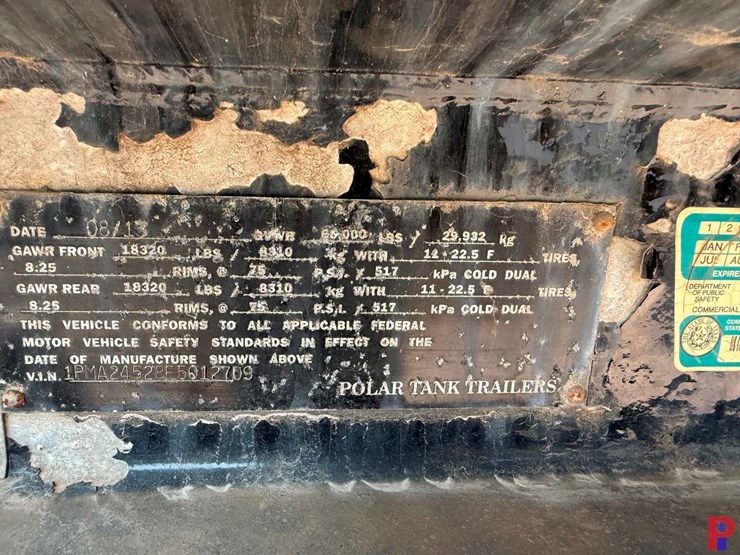 DATE 08/13 GVWR 66,000 LBS / 29,932 Kg
GAWR FRONT 18320 LBS / 8310 kg WITH 11-22.5 F TIRES,
8.25 RIMS, @ 75 P.S.I. / 517 kPa COLD DUAL
GAWR REAR 18320 LBS / 8310 kg WITH 11-22.5 F TIRES,
8.25 RIMS, @ 75 P.S.I. / 517 kPa COLD DUAL
THIS VEHICLE CONFORMS TO ALL APPLICABLE FEDERAL
MOTOR VEHICLE SAFETY STANDARDS IN EFFECT ON THE
DATE OF MANUFACTURE SHOWN ABOVE
V.I.N.
POLAR TANK TRAILERS
1 2
JAN F
JUL AU
EXPIRE
DEPARTMENT
OF PUBLIC
SAFETY
COMMERCIAL
COM
STATE